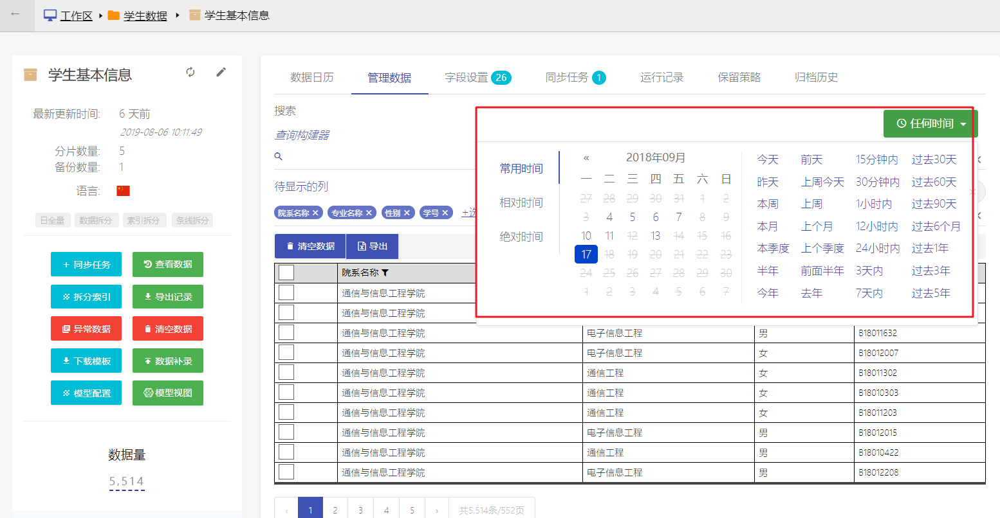 ← 工作区 ▸ 学生数据 ▸ 学生基本信息
学生基本信息
最新更新时间: 6 天前
2019-08-06 10:11:49
分片数量: 5
备份数量: 1
语言:
日全量 数据拆分 索引拆分 条线拆分
+ 同步任务 查看数据
拆分索引 导出记录
异常数据 清空数据
下载模板 数据补录
模型配置 模型视图
数据量
5,514
数据日历 管理数据 字段设置 26 同步任务 1 运行记录 保留策略 归档历史
搜索
任何时间
查询构建器
待显示的列
院系名称 × 专业名称 × 性别 × 学号 ×
清空数据 导出
常用时间
相对时间
绝对时间
« 2018年09月
一 二 三 四 五 六 日
27 28 29 30 31 1 2
3 4 5 6 7 8 9
10 11 12 13 14 15 16
17 18 19 20 21 22 23
24 25 26 27 28 29 30
1 2 3 4 5 6 7
今天 前天 15分钟内 过去30天
昨天 上周今天 30分钟内 过去60天
本周 上周 1小时内 过去90天
本月 上个月 12小时内 过去6个月
本季度 上个季度 24小时内 过去1年
半年 前面半年 3天内 过去3年
今年 去年 7天内 过去5年
院系名称
通信与信息工程学院
通信与信息工程学院
通信与信息工程学院 电子信息工程 男 B18011632
通信与信息工程学院 电子信息工程 女 B18012007
通信与信息工程学院 通信工程 女 B18011302
通信与信息工程学院 通信工程 女 B18010303
通信与信息工程学院 通信工程 女 B18011203
通信与信息工程学院 电子信息工程 男 B18012015
通信与信息工程学院 通信工程 男 B18010422
通信与信息工程学院 电子信息工程 男 B18012208
‹ 1 2 3 4 5 › 共5,514条/552页